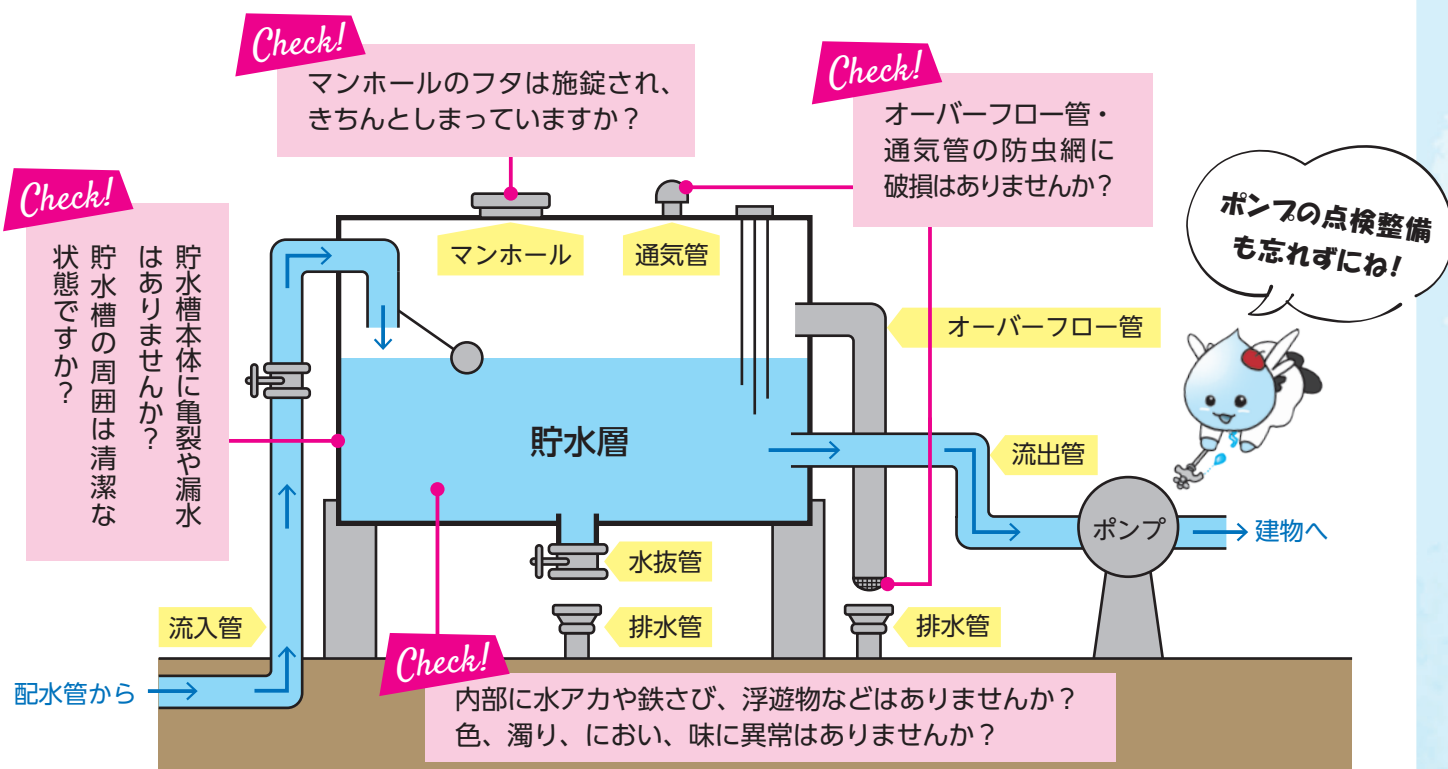 Check!
マンホールのフタは施錠され、
きちんとしまっていますか？
Check!
オーバーフロー管・
通気管の防虫網に
破損はありませんか？
Check!
貯水槽本体に亀裂や漏水
はありませんか？
貯水槽の周囲は清潔な
状態ですか？
ポンプの点検整備
も忘れずにね！
マンホール
通気管
オーバーフロー管
貯水層
流出管
ポンプ
建物へ
水抜管
排水管
排水管
流入管
配水管から
Check!
内部に水アカや鉄さび、浮遊物などはありませんか？
色、濁り、におい、味に異常はありませんか？